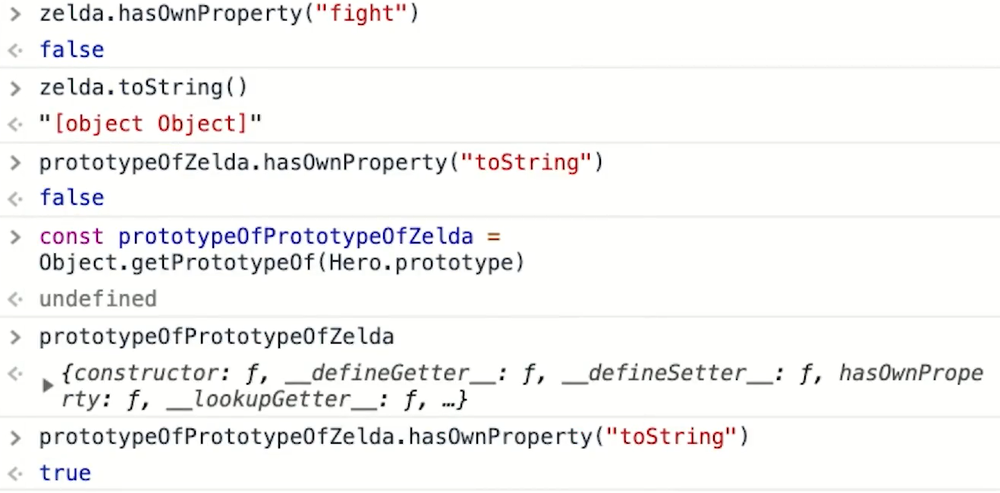 > zelda.hasOwnProperty("fight")
<· false
> zelda.toString()
<· "[object Object]"
> prototypeOfZelda.hasOwnProperty("toString")
<· false
> const prototypeOfPrototypeOfZelda =
Object.getPrototypeOf(Hero.prototype)
<· undefined
> prototypeOfPrototypeOfZelda
<· ▶ {constructor: ƒ, __defineGetter__: ƒ, __defineSetter__: ƒ, hasOwnPrope
rty: ƒ, __lookupGetter__: ƒ, …}
> prototypeOfPrototypeOfZelda.hasOwnProperty("toString")
<· true